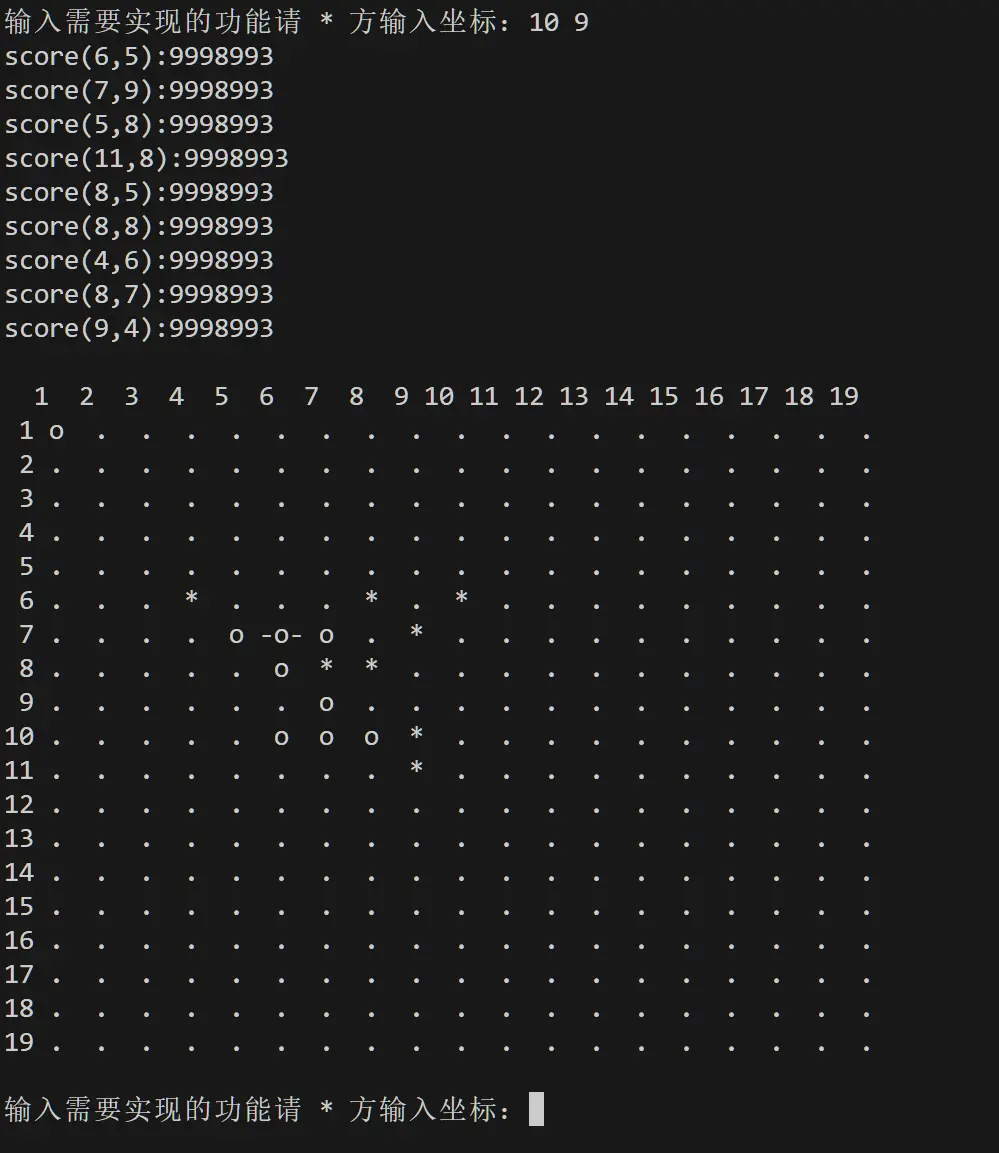 输入需要实现的功能请 * 方输入坐标：10 9
score(6,5):9998993
score(7,9):9998993
score(5,8):9998993
score(11,8):9998993
score(8,5):9998993
score(8,8):9998993
score(4,6):9998993
score(8,7):9998993
score(9,4):9998993
1 2 3 4 5 6 7 8 9 10 11 12 13 14 15 16 17 18 19
1 o . . . . . . . . . . . . . . . . . .
2 . . . . . . . . . . . . . . . . . . .
3 . . . . . . . . . . . . . . . . . . .
4 . . . . . . . . . . . . . . . . . . .
5 . . . . . . . . . . . . . . . . . . .
6 . . . * . . . * . * . . . . . . . . .
7 . . . . o -o- o . * . . . . . . . . . .
8 . . . . . o * * . . . . . . . . . . .
9 . . . . . . o . . . . . . . . . . . .
10 . . . . . o o o * . . . . . . . . . .
11 . . . . . . . . * . . . . . . . . . .
12 . . . . . . . . . . . . . . . . . . .
13 . . . . . . . . . . . . . . . . . . .
14 . . . . . . . . . . . . . . . . . . .
15 . . . . . . . . . . . . . . . . . . .
16 . . . . . . . . . . . . . . . . . . .
17 . . . . . . . . . . . . . . . . . . .
18 . . . . . . . . . . . . . . . . . . .
19 . . . . . . . . . . . . . . . . . . .
输入需要实现的功能请 * 方输入坐标：